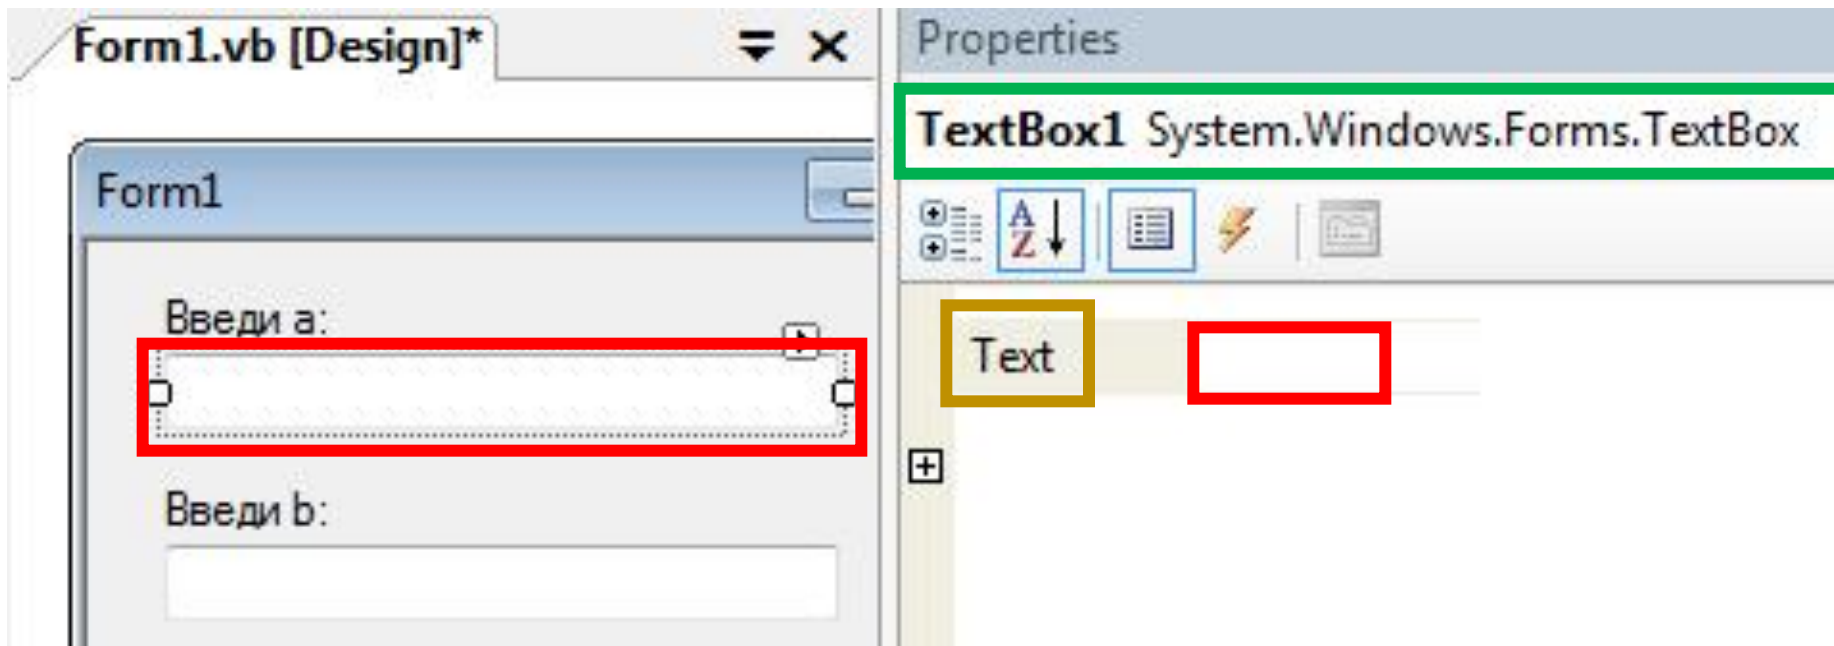 Form1.vb [Design]*
Form1
Введи a:
Введи b:
Properties
TextBox1 System.Windows.Forms.TextBox
A
Z
Text